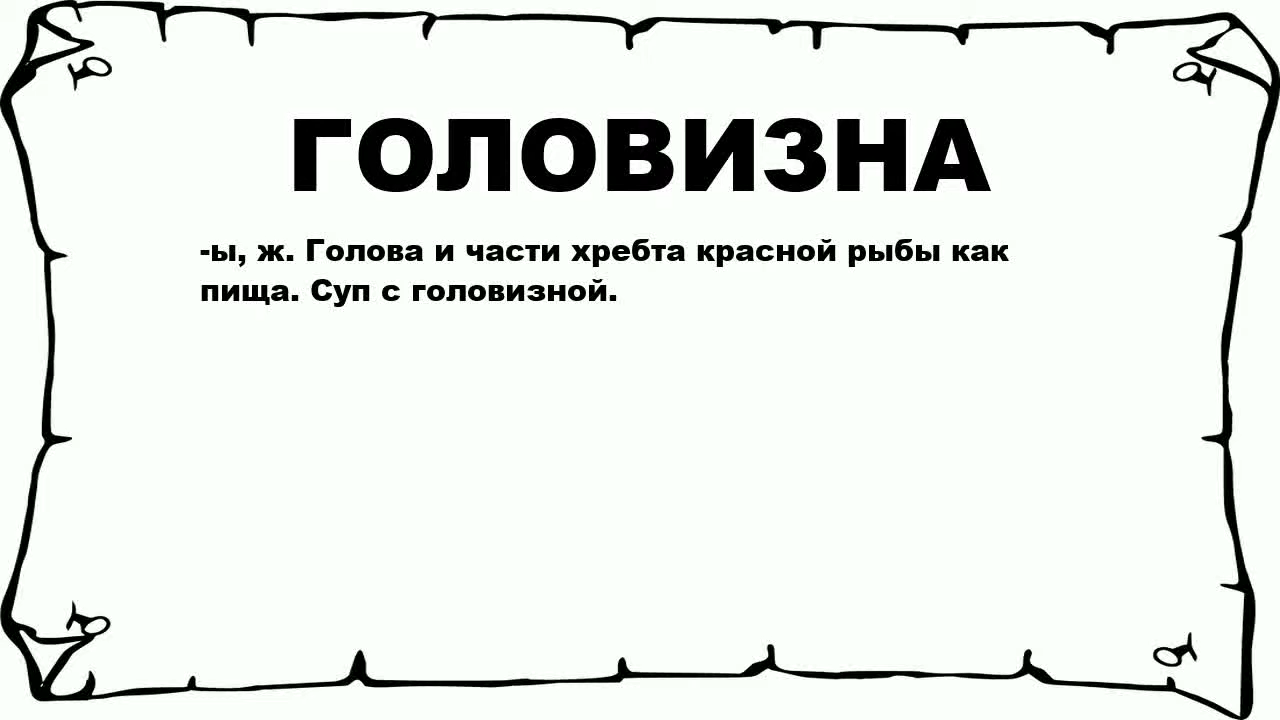 ГОЛОВИЗНА
-ы, ж. Голова и части хребта красной рыбы как
пища. Суп с головизной.